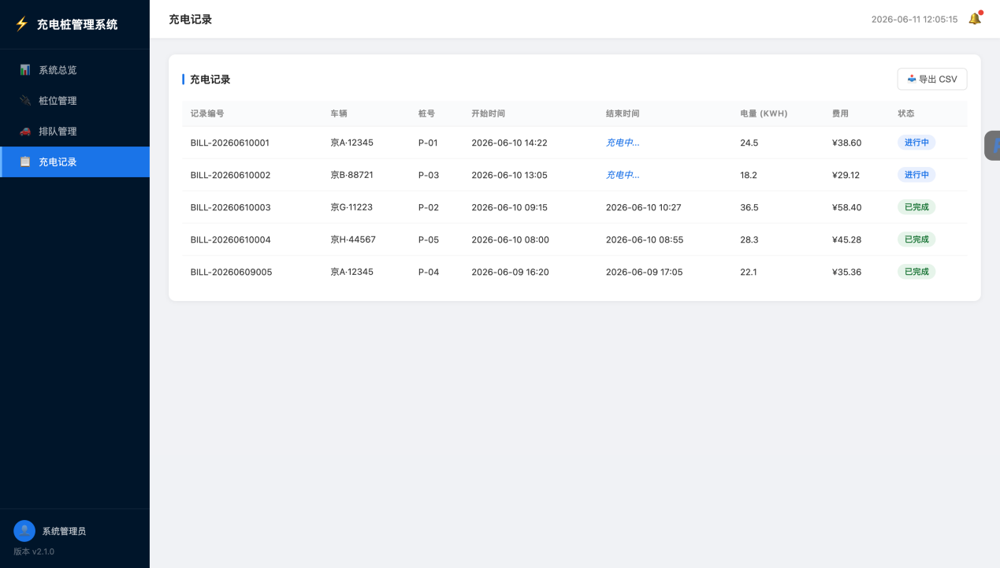 充电桩管理系统
系统总览
桩位管理
排队管理
充电记录
系统管理员
版本 v2.1.0
充电记录
2026-06-11 12:05:15
充电记录
导出 CSV
记录编号 车辆 桩号 开始时间 结束时间 电量 (KWH) 费用 状态
BILL-20260610001 京A·12345 P-01 2026-06-10 14:22 充电中... 24.5 ¥38.60 进行中
BILL-20260610002 京B·88721 P-03 2026-06-10 13:05 充电中... 18.2 ¥29.12 进行中
BILL-20260610003 京G·11223 P-02 2026-06-10 09:15 2026-06-10 10:27 36.5 ¥58.40 已完成
BILL-20260610004 京H·44567 P-05 2026-06-10 08:00 2026-06-10 08:55 28.3 ¥45.28 已完成
BILL-20260609005 京A·12345 P-04 2026-06-09 16:20 2026-06-09 17:05 22.1 ¥35.36 已完成